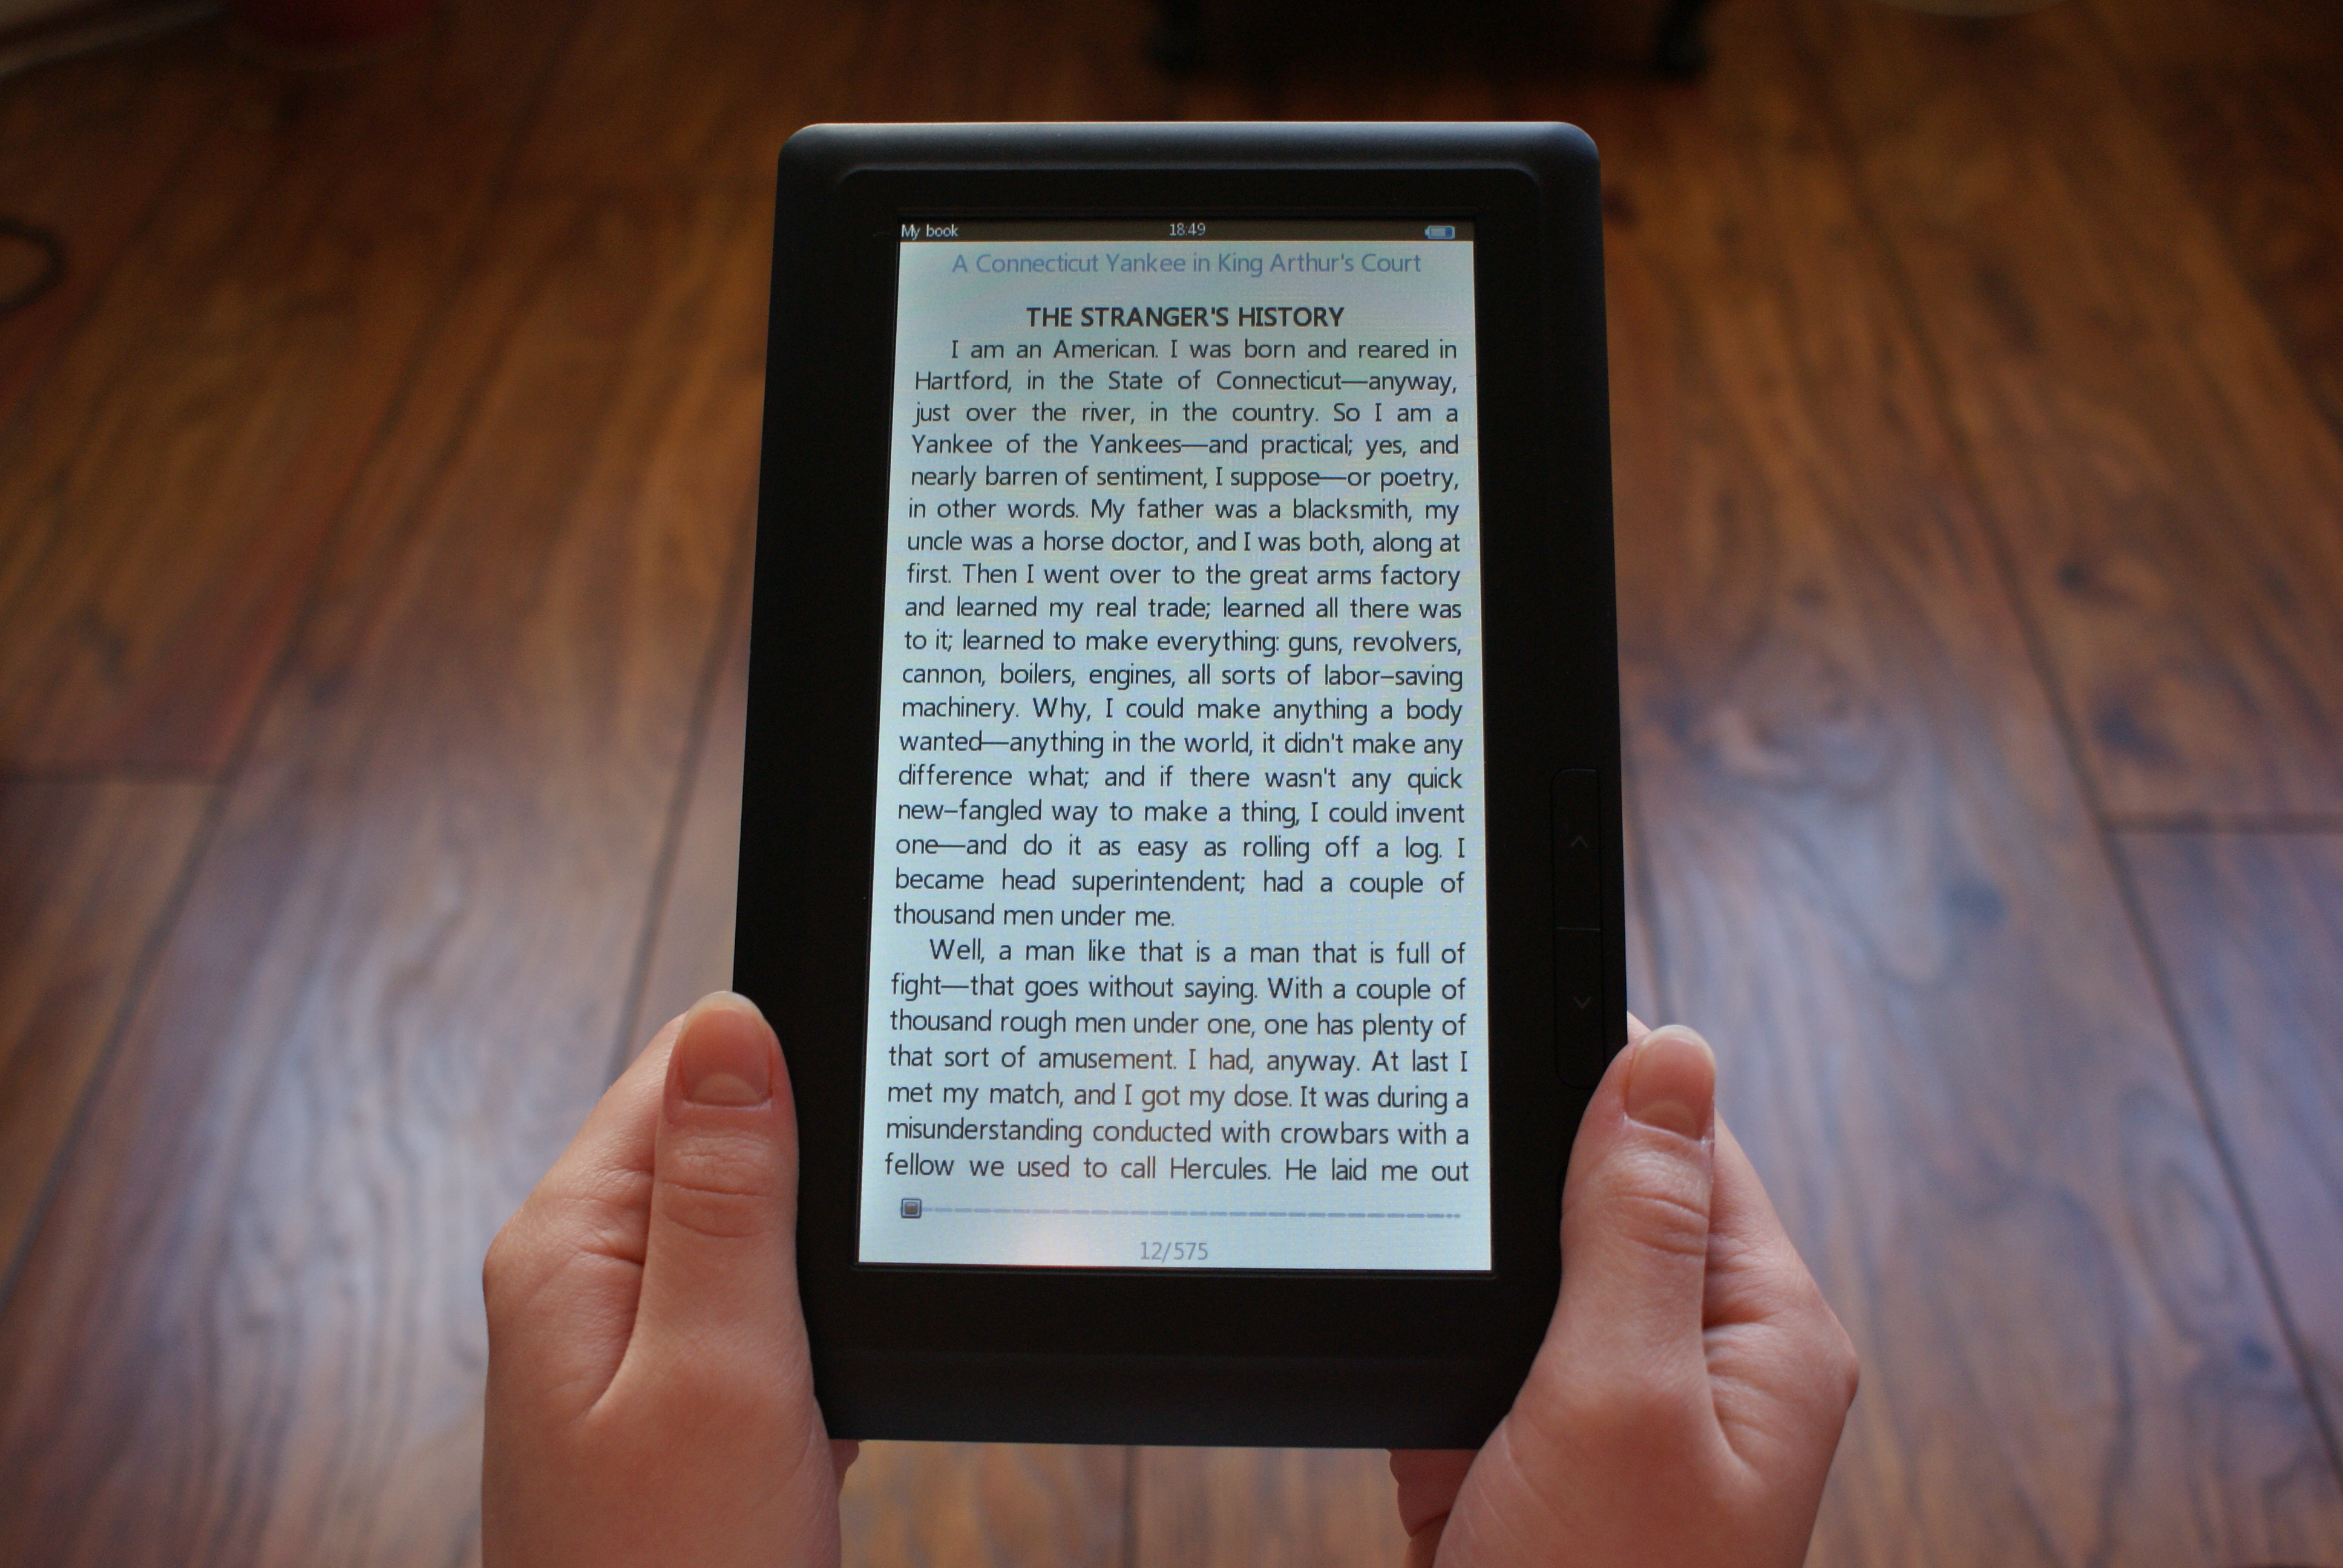 My book 18:49
A Connecticut Yankee in King Arthur's Court
THE STRANGER'S HISTORY
I am an American. I was born and reared in
Hartford, in the State of Connecticut—anyway,
just over the river, in the country. So I am a
Yankee of the Yankees—and practical; yes, and
nearly barren of sentiment, I suppose—or poetry,
in other words. My father was a blacksmith, my
uncle was a horse doctor, and I was both, along at
first. Then I went over to the great arms factory
and learned my real trade; learned all there was
to it; learned to make everything: guns, revolvers,
cannon, boilers, engines, all sorts of labor–saving
machinery. Why, I could make anything a body
wanted—anything in the world, it didn't make any
difference what; and if there wasn't any quick
new–fangled way to make a thing, I could invent
one—and do it as easy as rolling off a log. I
became head superintendent; had a couple of
thousand men under me.
Well, a man like that is a man that is full of
fight—that goes without saying. With a couple of
thousand rough men under one, one has plenty of
that sort of amusement. I had, anyway. At last I
met my match, and I got my dose. It was during a
misunderstanding conducted with crowbars with a
fellow we used to call Hercules. He laid me out
12/575